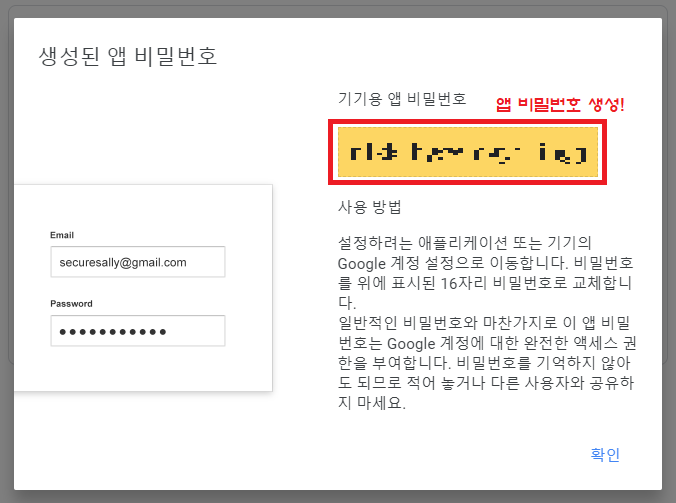 생성된 앱 비밀번호
기기용 앱 비밀번호
앱 비밀번호 생성!
사용 방법
Email
securesally@gmail.com
Password
설정하려는 애플리케이션 또는 기기의
Google 계정 설정으로 이동합니다. 비밀번호
를 위에 표시된 16자리 비밀번호로 교체합니
다.
일반적인 비밀번호와 마찬가지로 이 앱 비밀
번호는 Google 계정에 대한 완전한 액세스 권
한을 부여합니다. 비밀번호를 기억하지 않아
도 되므로 적어 놓거나 다른 사용자와 공유하
지 마세요.
확인